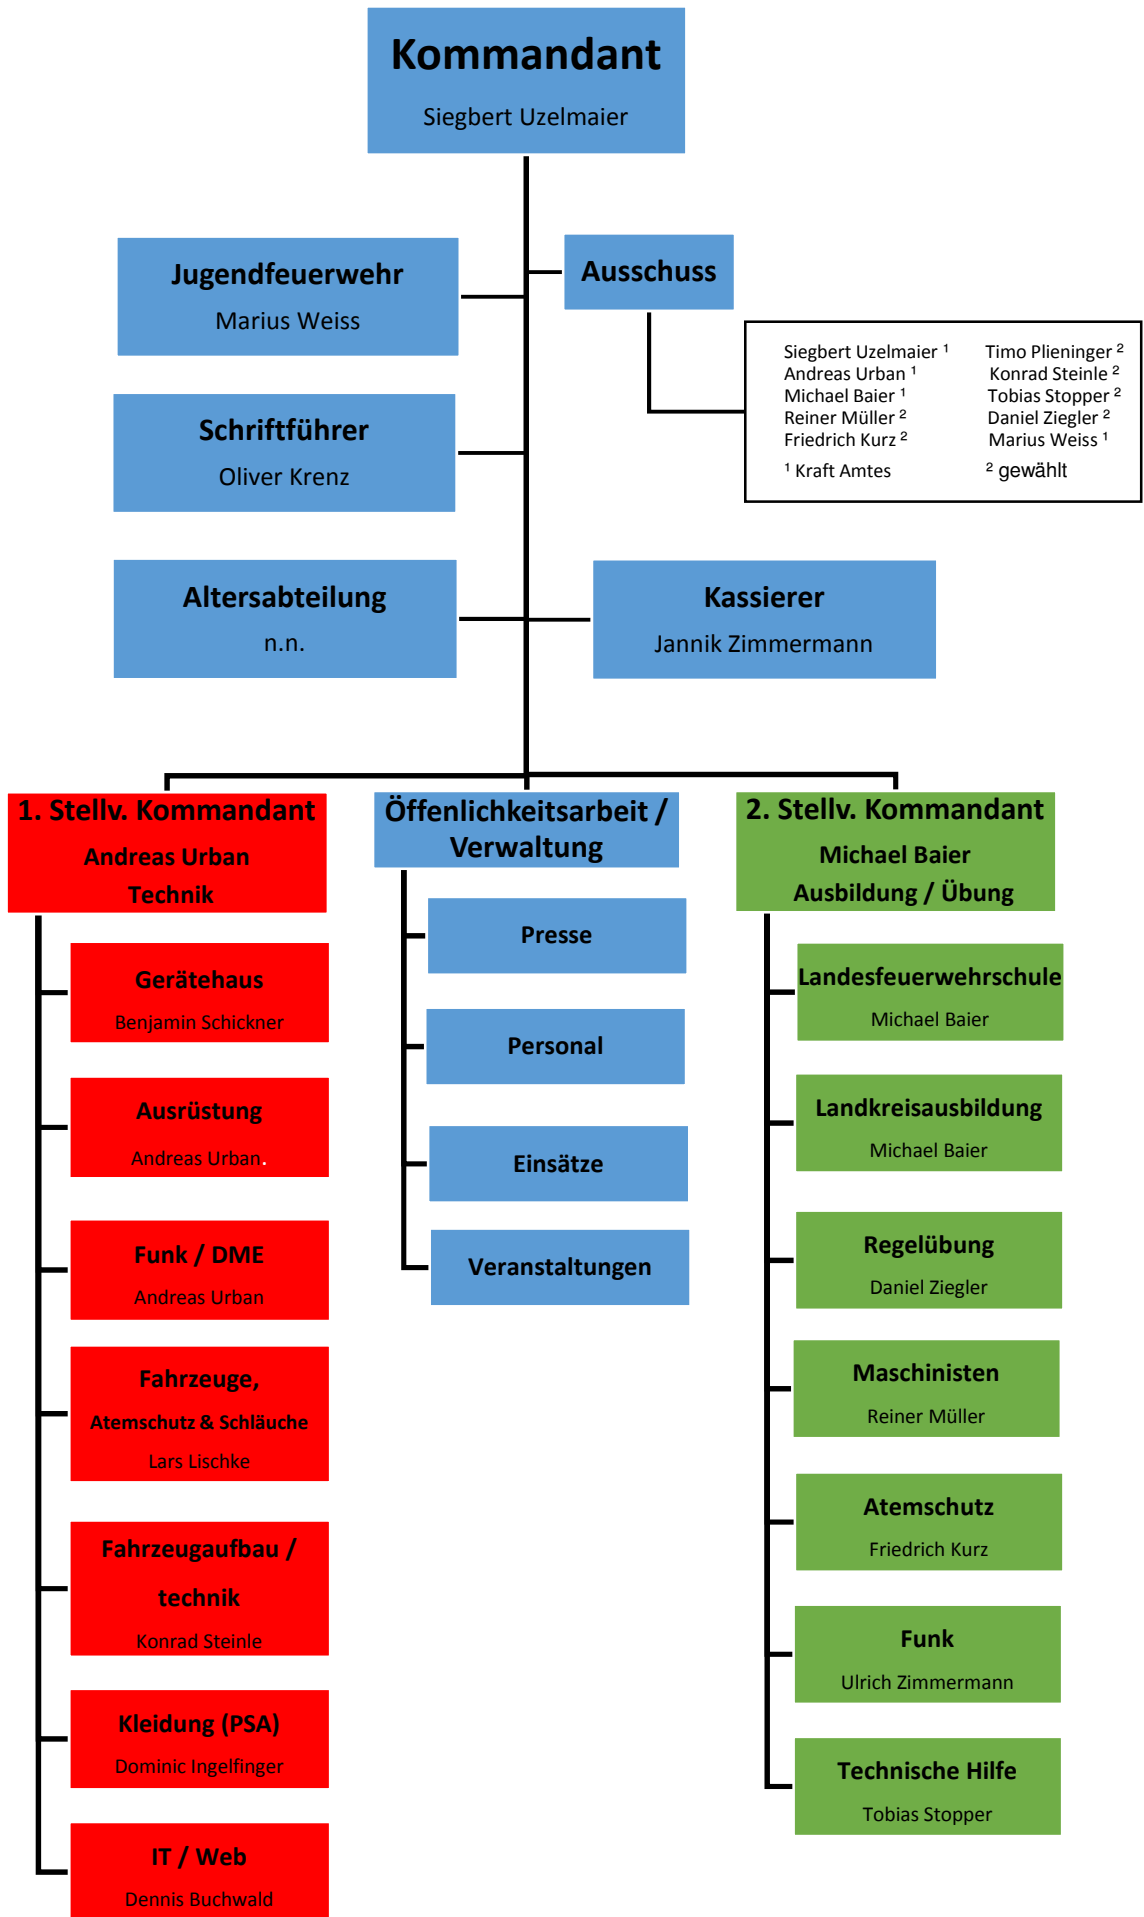 Kommandant
Siegbert Uzelmaier
Jugendfeuerwehr
Marius Weiss
Ausschuss
Siegbert Uzelmaier ¹ Timo Plieninger ²
Andreas Urban ¹ Konrad Steinle ²
Michael Baier ¹ Tobias Stopper ²
Reiner Müller ² Daniel Ziegler ²
Friedrich Kurz ² Marius Weiss ¹
¹ Kraft Amtes ² gewählt
Schriftführer
Oliver Krenz
Altersabteilung
n.n.
Kassierer
Jannik Zimmermann
1. Stellv. Kommandant
Andreas Urban
Technik
Gerätehaus
Benjamin Schickner
Ausrüstung
Andreas Urban.
Funk / DME
Andreas Urban
Fahrzeuge,
Atemschutz & Schläuche
Lars Lischke
Fahrzeugaufbau /
technik
Konrad Steinle
Kleidung (PSA)
Dominic Ingelfinger
IT / Web
Dennis Buchwald
Öffenlichkeitsarbeit /
Verwaltung
Presse
Personal
Einsätze
Veranstaltungen
2. Stellv. Kommandant
Michael Baier
Ausbildung / Übung
Landesfeuerwehrschule
Michael Baier
Landkreisausbildung
Michael Baier
Regelübung
Daniel Ziegler
Maschinisten
Reiner Müller
Atemschutz
Friedrich Kurz
Funk
Ulrich Zimmermann
Technische Hilfe
Tobias Stopper